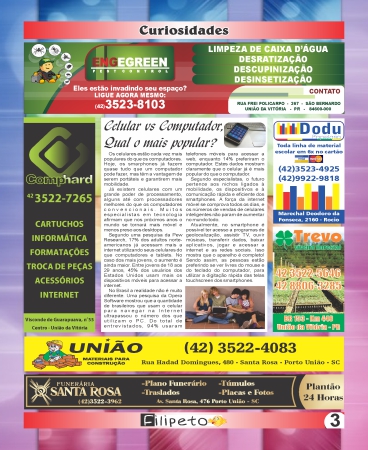 Curiosidades
EMGEGREEN
PEST CONTROL
Eles estão invadindo seu espaço?
LIGUE AGORA MESMO:
(42)3523-8103
LIMPEZA DE CAIXA D'ÁGUA
DESRATIZAÇÃO
DESCUPINIZAÇÃO
DESINSETIZAÇÃO
CONTATO
RUA FREI POLICARPO - 267 - SÃO BERNARDO
UNIÃO DA VITÓRIA - PR - 84600-000
Comphard
42 3522-7265
CARTUCHOS
INFORMÁTICA
FORMATAÇÕES
TROCA DE PEÇAS
ACESSÓRIOS
INTERNET
Visconde de Guarapuava, n°55
Centro - União da Vitória
Celular vs Computador,
Qual o mais popular?
Os celulares estão cada vez mais
populares do que os computadores.
Hoje, os smartphones já fazem
quase tudo que um computador
pode fazer, mas têm a vantagem de
serem portáteis e garantirem mais
mobilidade.
Já existem celulares com um
grande poder de processamento,
alguns até com processadores
melhores do que os computadores
convencionais. Muitos
especialistas em tecnologia
afirmam que nos próximos anos o
mundo se tornará mais móvel e
menos preso aos desktops.
Segundo uma pesquisa da Pew
Research, 17% dos adultos norte-
americanos já acessam mais a
internet utilizando seus celulares do
que computadores e tablets. No
caso dos mais jovens, o aumento é
ainda maior. Entre jovens de 18 aos
29 anos, 45% dos usuários dos
Estados Unidos usam mais os
dispositivos móveis para acessar a
internet.
No Brasil a realidade não é muito
diferente. Uma pesquisa da Opera
Software mostrou que a quantidade
de brasileiros que usam o celular
para navegar na Internet
ultrapassou o número dos que
utilizam o PC. Do total de
entrevistados, 84% usaram
telefones móveis para acessar a
web, enquanto 14% preferiram o
computador. Estes dados mostram
claramente que o celular já é mais
popular do que o computador.
Segundo especialistas, o futuro
pertence aos nichos ligados à
mobilidade, os dispositivos e à
comunicação rápida e eficiente dos
smartphones. A força da internet
móvel se comprova todos os dias, e
os números de vendas de celulares
inteligentes não param de aumentar
no mundo todo.
Atualmente, no smartphone é
possível ter acesso a programas de
geolocalização, assistir TV, ouvir
músicas, transferir dados, baixar
aplicativos, jogar e acessar a
internet e as redes sociais. Isso
mostra que o aparelho é completo!
Sendo assim, as pessoas estão
preferindo se ver livres do mouse e
do teclado do computador, para
utilizar a digitação rápida das telas
touchscreen dos smartphones.
Dodu
Toda linha de material
escolar em fix no cartão
(42)3523-4925
(42)9922-9818
Marechal Deodoro da
Fonseca, 2160 - Rocio
Trevo
42 3522-5640
BR 153 - Km 448
União da Vitória - PR
UNIÃO
MATERIAIS PARA
CONSTRUÇÃO
(42) 3522-4083
Rua Hadad Domingues, 480 - Santa Rosa - Porto União - SC
FUNERÁRIA
SANTA ROSA
(42)3522-3962
-Plano Funerário
-Túmulos
-Traslados
-Placas e Fotos
Av. Santa Rosa, 476 Porto União - SC
Plantão
24 Horas
Filipeto
3